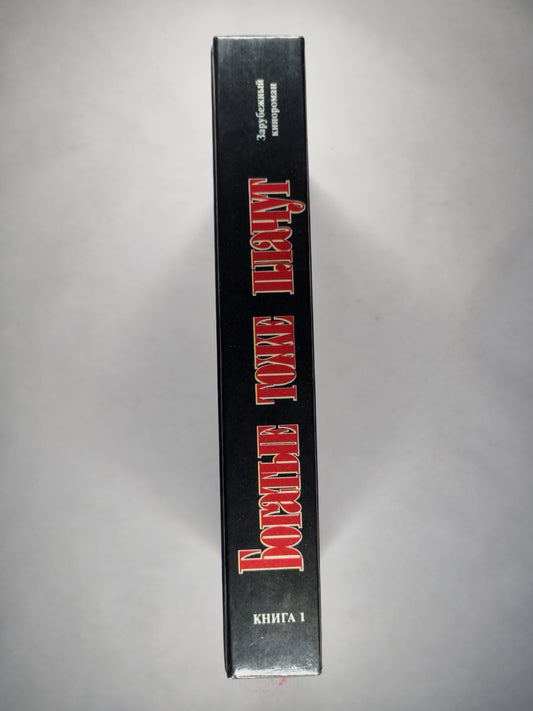 КНИГА 1
Богатые тоже плачут
Зарубежный
кинороман